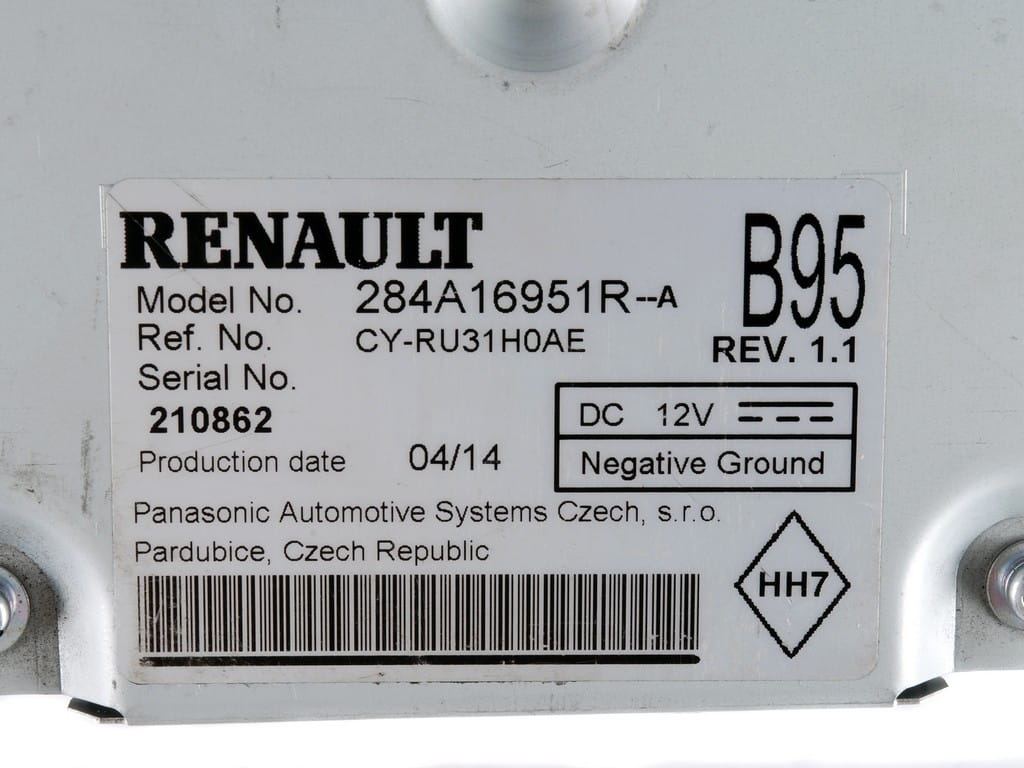 RENAULT
B95
Model No. 284A16951R--A
Ref. No. CY-RU31H0AE
REV. 1.1
Serial No.
210862
DC 12V
Production date 04/14
Negative Ground
Panasonic Automotive Systems Czech, s.r.o.
Pardubice, Czech Republic
HH7